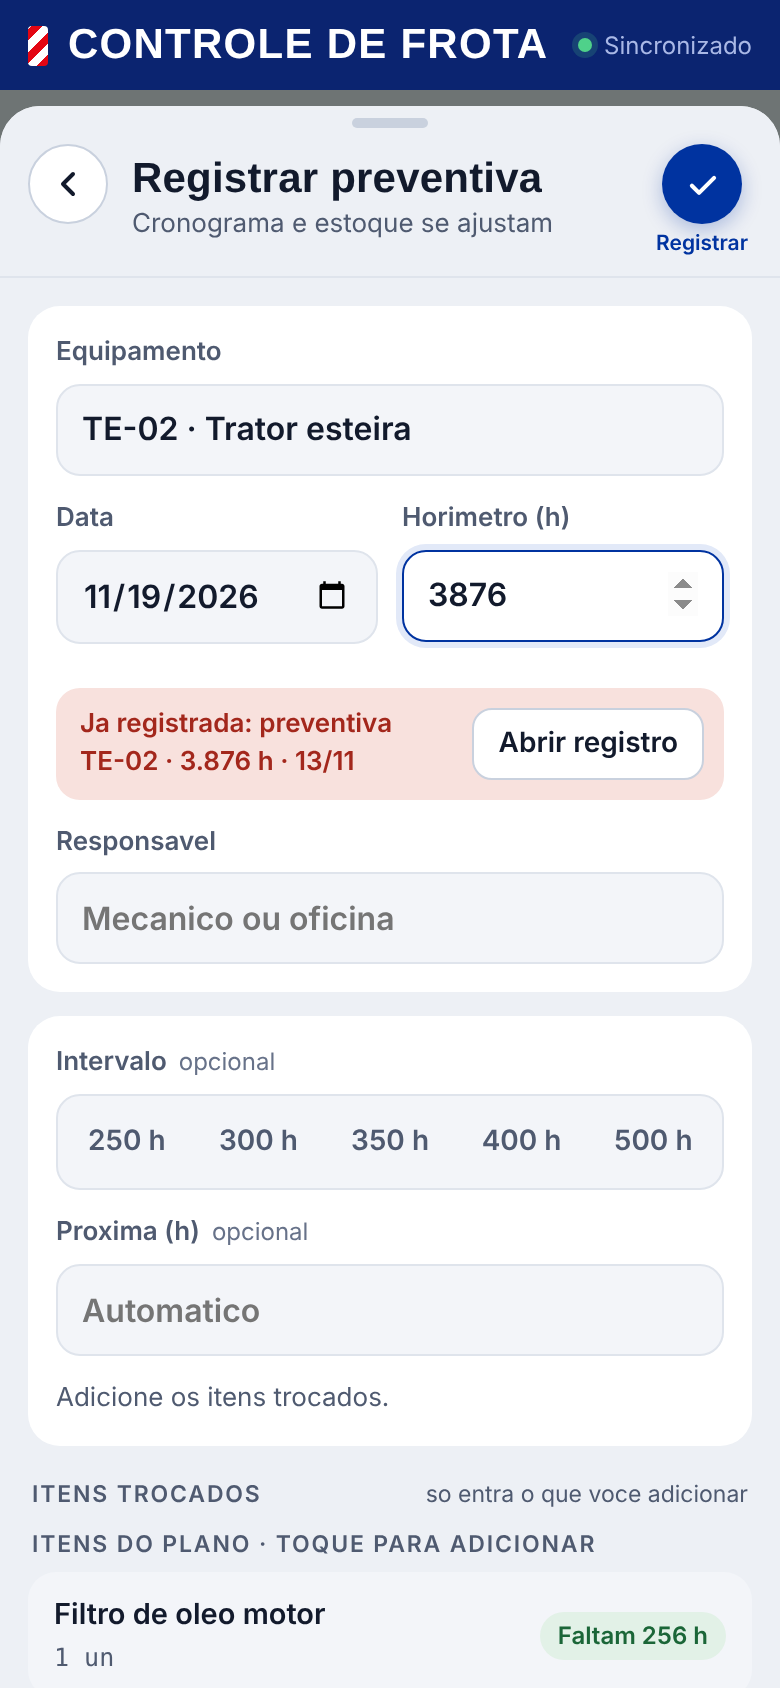 CONTROLE DE FROTA
Sincronizado
Registrar preventiva
Cronograma e estoque se ajustam
Registrar
Equipamento
TE-02 · Trator esteira
Data
Horimetro (h)
11/19/2026
3876
Ja registrada: preventiva
TE-02 · 3.876 h · 13/11
Abrir registro
Responsavel
Mecanico ou oficina
Intervalo opcional
250 h 300 h 350 h 400 h 500 h
Proxima (h) opcional
Automatico
Adicione os itens trocados.
ITENS TROCADOS
so entra o que voce adicionar
ITENS DO PLANO · TOQUE PARA ADICIONAR
Filtro de oleo motor
1 un
Faltam 256 h